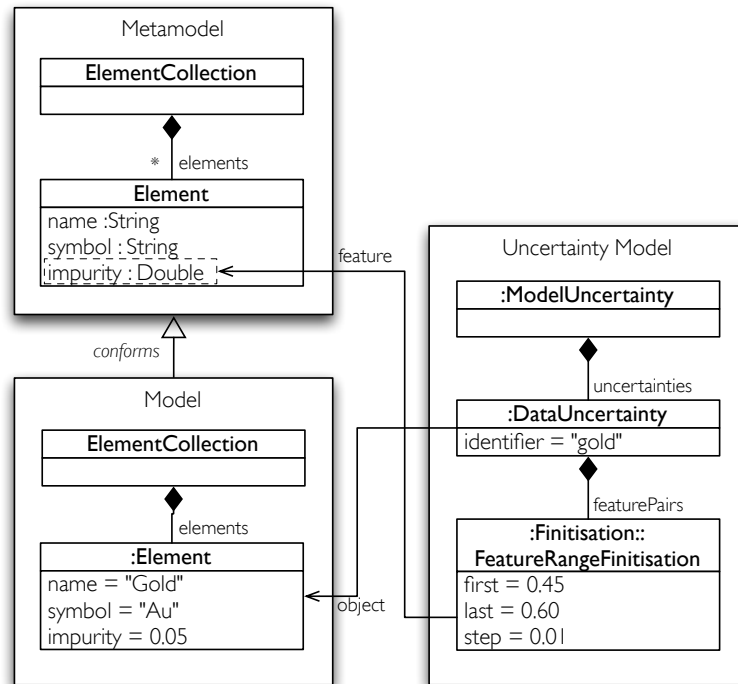 Metamodel
ElementCollection
* elements
Element
name :String
symbol : String
impurity : Double
feature
conforms
Model
ElementCollection
elements
:Element
name = "Gold"
symbol = "Au"
impurity = 0.05
object
Uncertainty Model
:ModelUncertainty
uncertainties
:DataUncertainty
identifier = "gold"
featurePairs
:Finitisation::
FeatureRangeFinitisation
first = 0.45
last = 0.60
step = 0.01